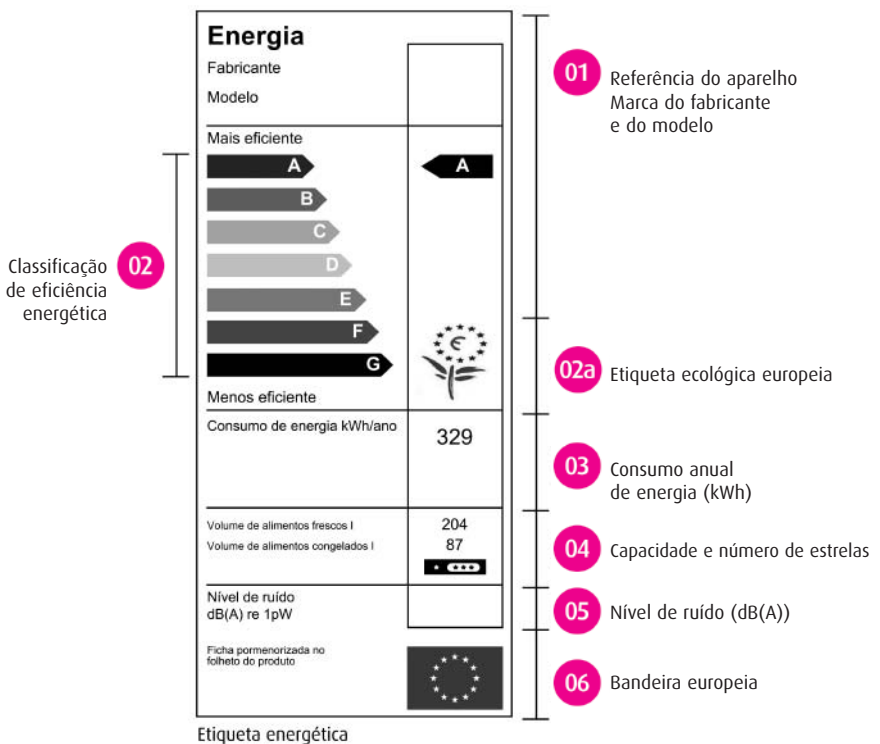 Energia
Fabricante
Modelo
Mais eficiente
A
A
B
C
D
E
F
G
Menos eficiente
Consumo de energia kWh/ano
329
Volume de alimentos frescos l
204
Volume de alimentos congelados l
87
Nível de ruído
dB(A) re 1pW
Ficha pormenorizada no
folheto do produto
Etiqueta energética
02
Classificação
de eficiência
energética
01
Referência do aparelho
Marca do fabricante
e do modelo
02a
Etiqueta ecológica europeia
03
Consumo anual
de energia (kWh)
04
Capacidade e número de estrelas
05
Nível de ruído (dB(A))
06
Bandeira europeia